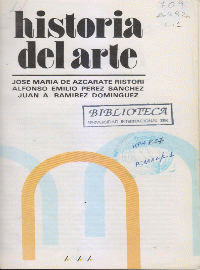 historia
del arte
JOSE MARIA DE AZCARATE RISTORI
ALFONSO EMILIO PEREZ SANCHEZ
JUAN A. RAMIREZ DOMINGUEZ
BIBLIOTECA